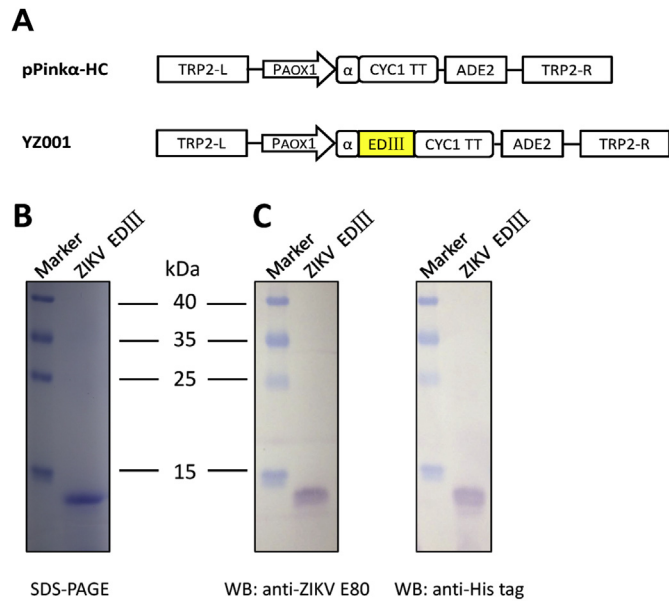 A
pPinkα-HC
TRP2-L PAOX1 α CYC1 TT ADE2 TRP2-R
YZ001
TRP2-L PAOX1 α EDIII CYC1 TT ADE2 TRP2-R
B
Marker
ZIKV EDIII
kDa
40
35
25
15
C
Marker
ZIKV EDIII
Marker
ZIKV EDIII
SDS-PAGE
WB: anti-ZIKV E80
WB: anti-His tag